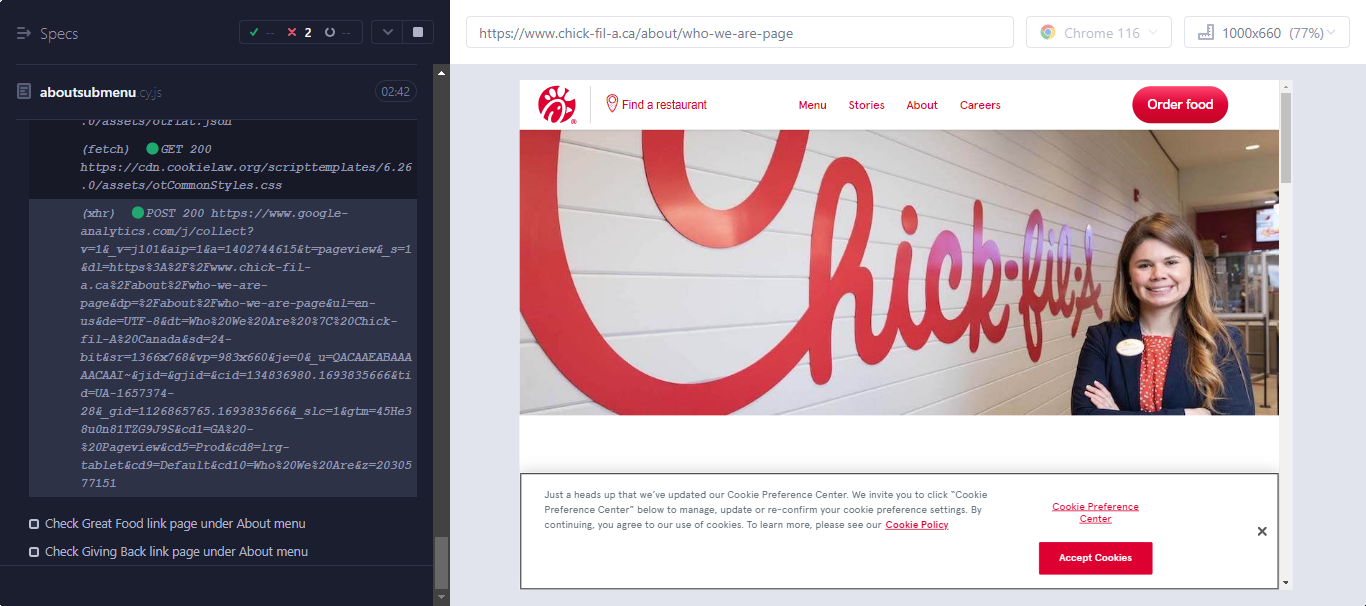 Specs
-- 2 --
aboutsubmenu.cy.js
02:42
.0/assets/otFlat.json
(fetch) GET 200
https://cdn.cookielaw.org/scripttemplates/6.26
.0/assets/otCommonStyles.css
(xhr) POST 200 https://www.google-
analytics.com/j/collect?
v=1&_v=j101&aip=1&a=1402744615&t=pageview&_s=1
&dl=https%3A%2F%2Fwww.chick-fil-
a.ca%2Fabout%2Fwho-we-are-
page&dp=%2Fabout%2Fwho-we-are-page&ul=en-
us&de=UTF-8&dt=Who%20We%20Are%20%7C%20Chick-
fil-A%20Canada&sd=24-
bit&sr=1366x768&vp=983x660&je=0&_u=QACAAEABAAA
AACAAI~&jid=&gjid=&cid=134836980.1693835666&ti
d=UA-1657374-
28&_gid=1126865765.1693835666&_slc=1&gtm=45He3
8u0n81TZG9J9S&cd1=GA%20-
%20Pageview&cd5=Prod&cd8=lrg-
tablet&cd9=Default&cd10=Who%20We%20Are&z=20305
77151
Check Great Food link page under About menu
Check Giving Back link page under About menu
https://www.chick-fil-a.ca/about/who-we-are-page
Chrome 116
1000x660 (77%)
Find a restaurant
Menu Stories About Careers
Order food
Chick-fil-A
Just a heads up that we've updated our Cookie Preference Center. We invite you to click "Cookie
Preference Center" below to manage, update or re-confirm your cookie preference settings. By
continuing, you agree to our use of cookies. To learn more, please see our Cookie Policy
Cookie Preference
Center
Accept Cookies